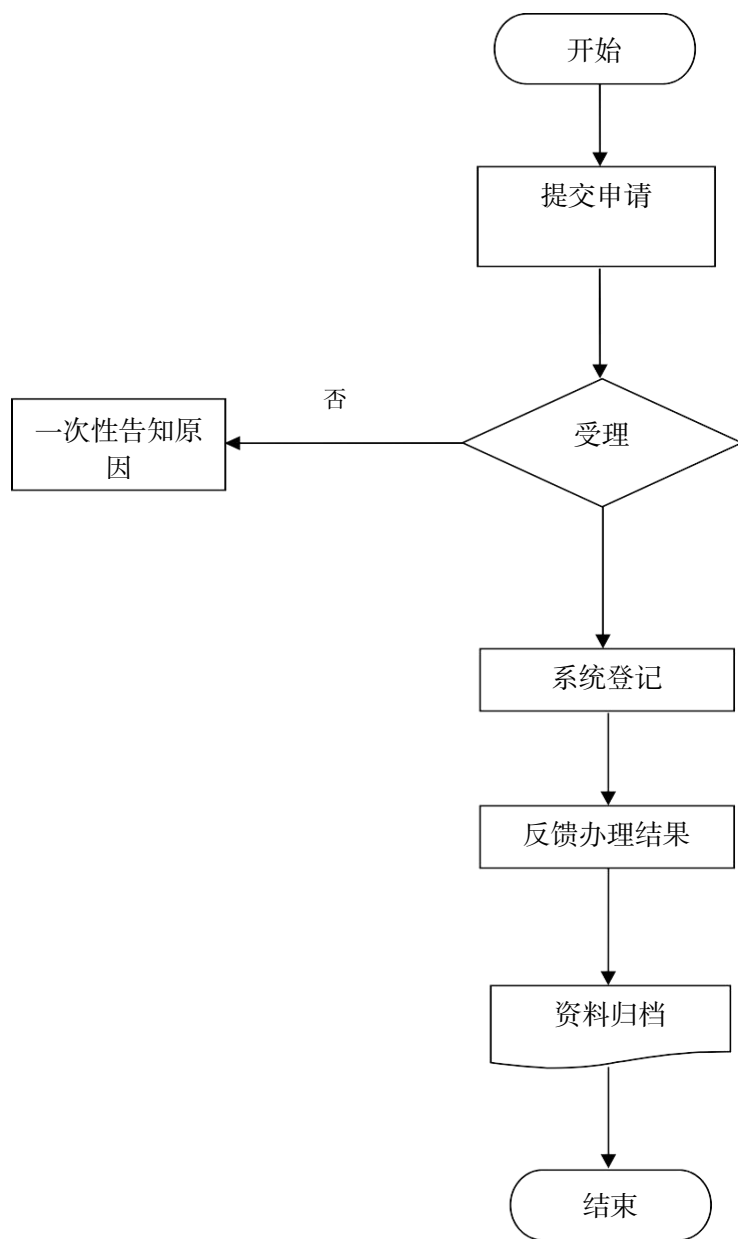 开始
提交申请
否
一次性告知原
因
受理
系统登记
反馈办理结果
资料归档
结束